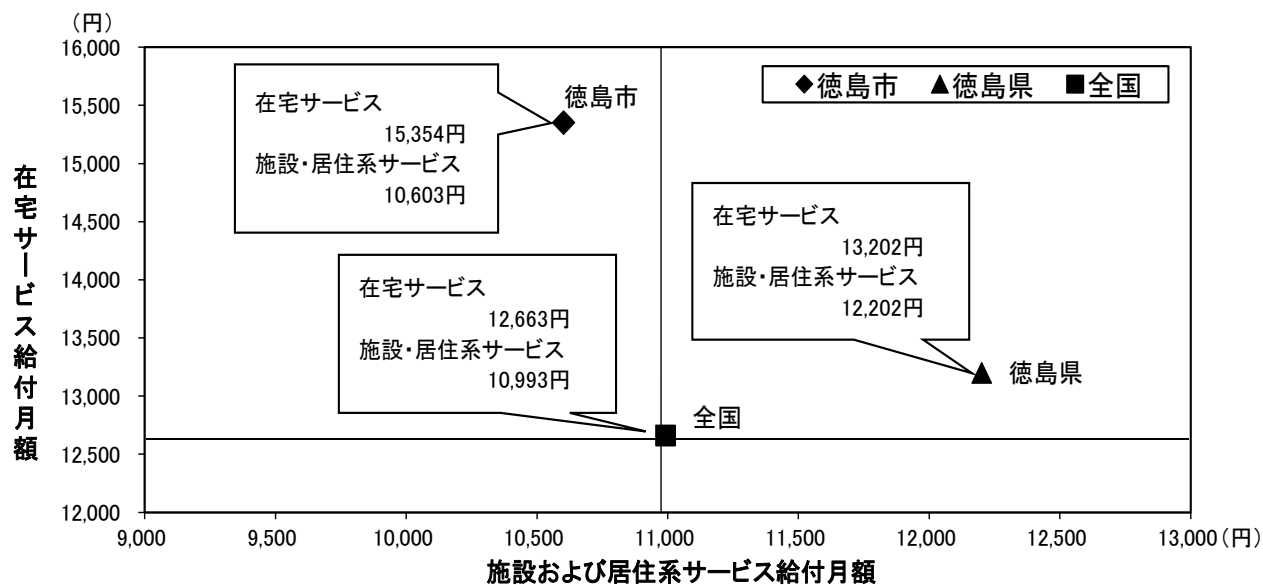 （円）
16,000
15,500
15,000
14,500
14,000
13,500
13,000
12,500
12,000
在宅サービス給付月額
◆徳島市 ▲徳島県 ■全国
徳島市
在宅サービス
15,354円
施設・居住系サービス
10,603円
在宅サービス
13,202円
施設・居住系サービス
12,202円
徳島県
在宅サービス
12,663円
施設・居住系サービス
10,993円
全国
9,000 9,500 10,000 10,500 11,000 11,500 12,000 12,500 13,000（円）
施設および居住系サービス給付月額